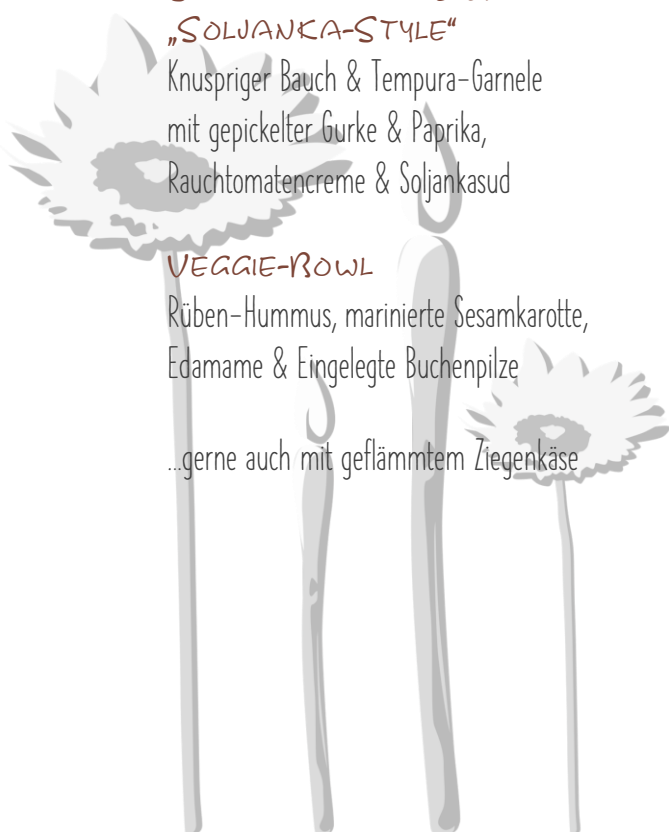 „Soljanka-Style“
Knuspriger Bauch & Tempura-Garnele
mit gepickelter Gurke & Paprika,
Rauchtomatencreme & Soljankasud
Veggie-Bowl
Rüben-Hummus, marinierte Sesamkarotte,
Edamame & Eingelegte Buchenpilze
...gerne auch mit geflämmtem Ziegenkäse